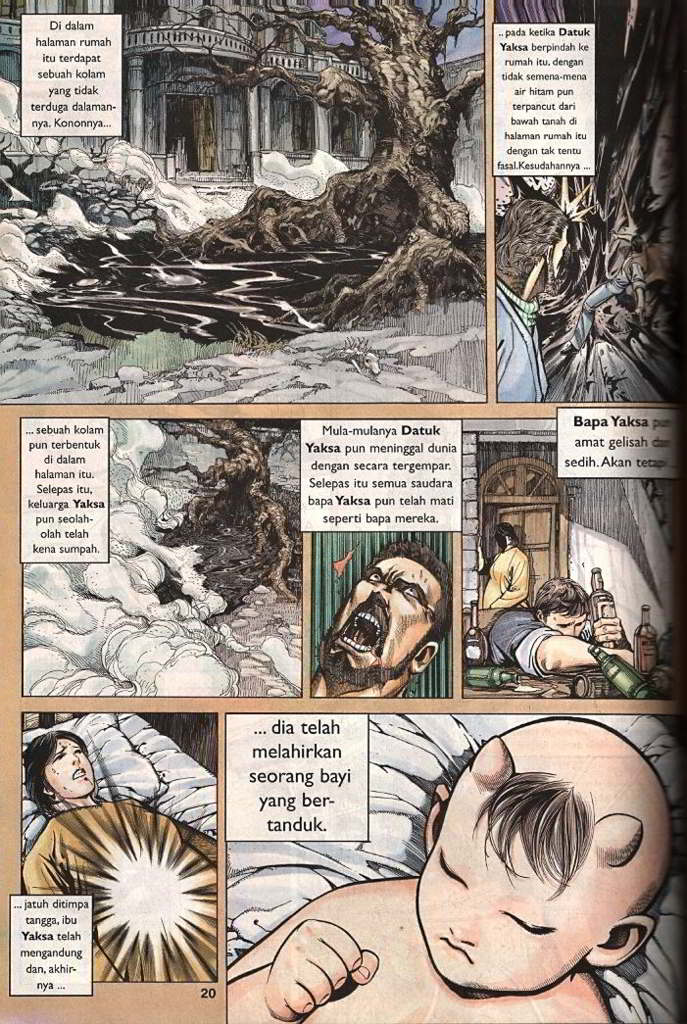 Di dalam
halaman rumah
itu terdapat
sebuah kolam
yang tidak
terduga dalaman-
nya. Kononnya...
.. pada ketika Datuk
Yaksa berpindah ke
rumah itu, dengan
tidak semena-mena
air hitam pun
terpancut dari
bawah tanah di
halaman rumah itu
dengan tak tentu
fasal.Kesudahannya ...
... sebuah kolam
pun terbentuk
di dalam
halaman itu.
Selepas itu,
keluarga Yaksa
pun seolah-
olah telah
kena sumpah.
Mula-mulanya Datuk
Yaksa pun meninggal dunia
dengan secara tergempar.
Selepas itu semua saudara
bapa Yaksa pun telah mati
seperti bapa mereka.
Bapa Yaksa pun
amat gelisah dan
sedih. Akan tetapi
... jatuh ditimpa
tangga, ibu
Yaksa telah
mengandung
dan, akhir-
nya ...
... dia telah
melahirkan
seorang bayi
yang ber-
tanduk.
20